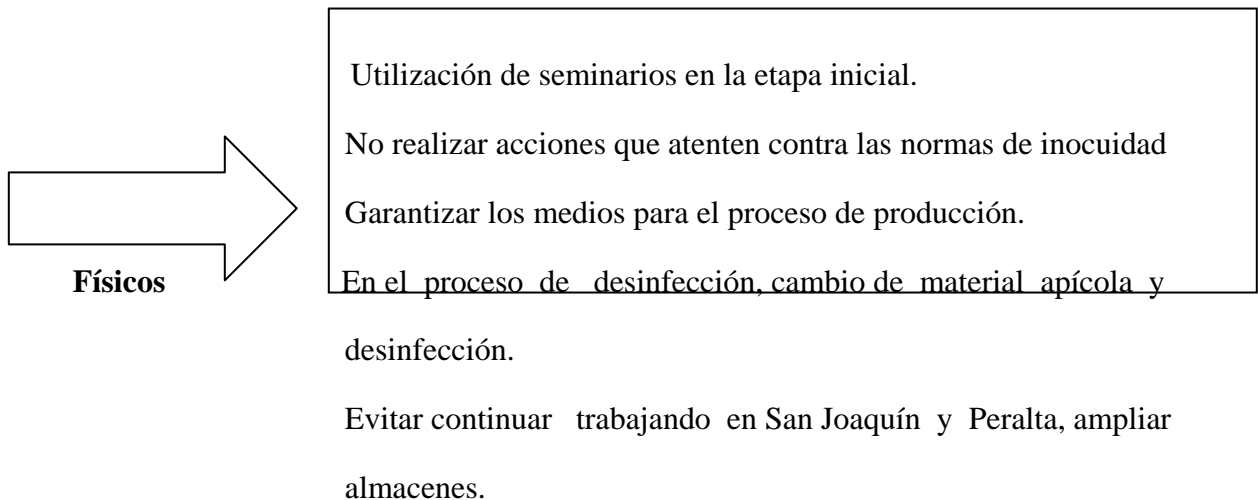 Utilización de seminarios en la etapa inicial.
No realizar acciones que atenten contra las normas de inocuidad
Garantizar los medios para el proceso de producción.
Físicos
En el proceso de desinfección, cambio de material apícola y
desinfección.
Evitar continuar trabajando en San Joaquín y Peralta, ampliar
almacenes.